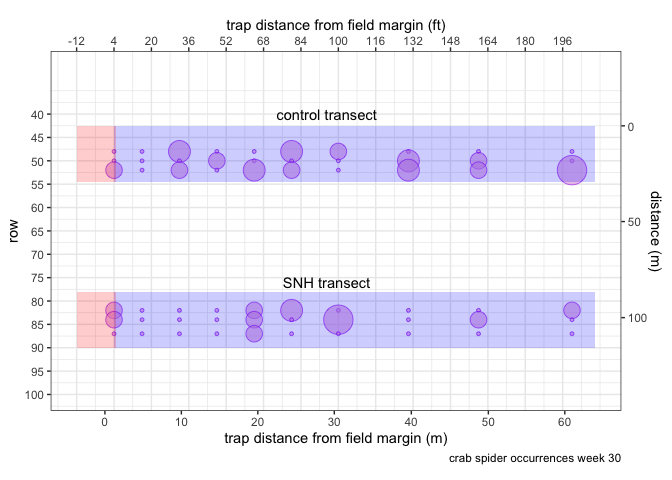 trap distance from field margin (ft)
-12 4 20 36 52 68 84 100 116 132 148 164 180 196
control transect
40
45
50
55
60
65
70
75
80
85
90
95
100
row
0
50
100
distance (m)
SNH transect
0 10 20 30 40 50 60
trap distance from field margin (m)
crab spider occurrences week 30